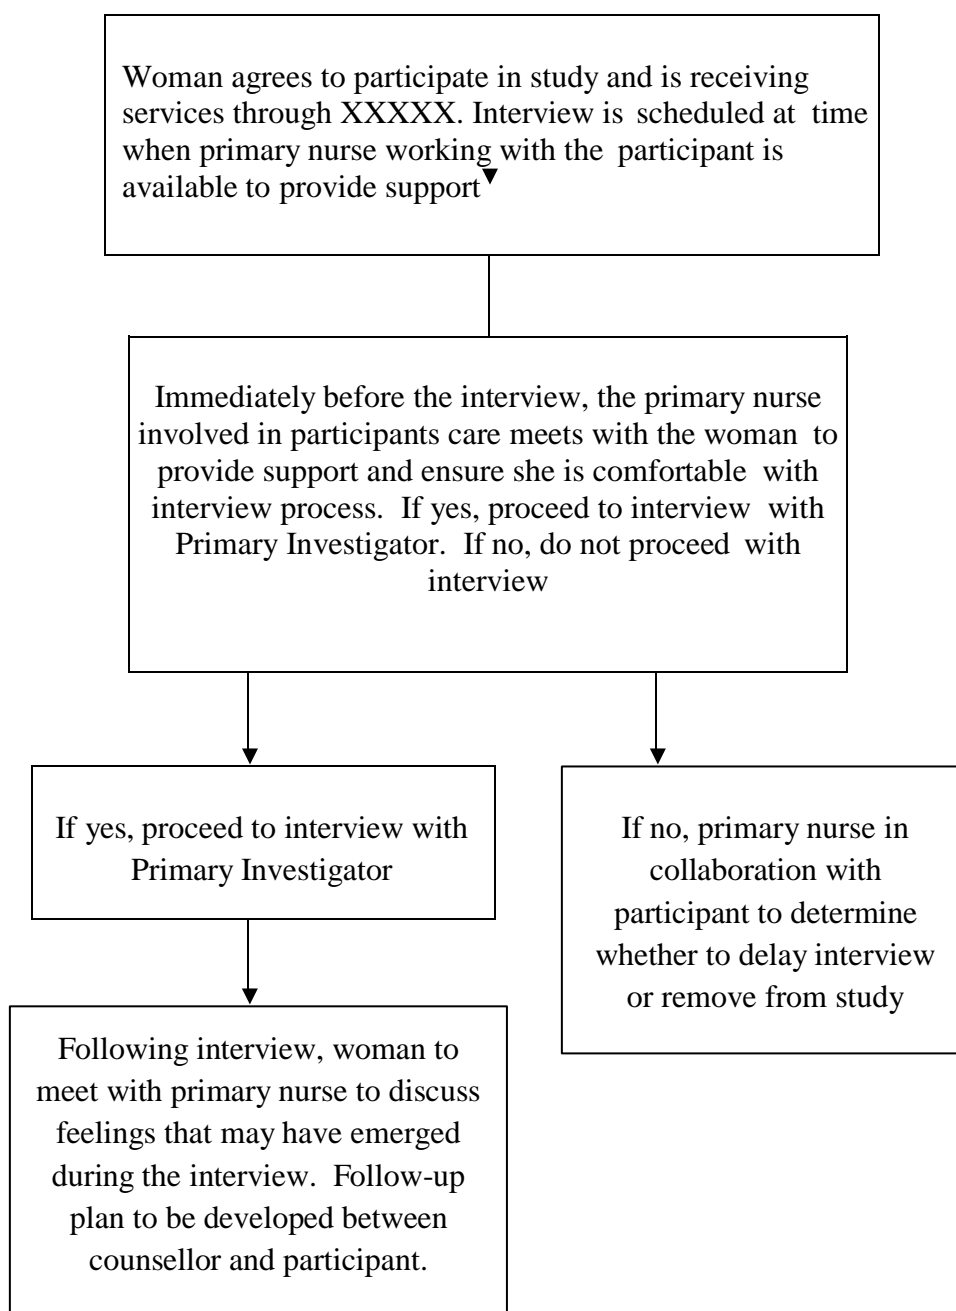 Woman agrees to participate in study and is receiving
services through XXXXX. Interview is scheduled at time
when primary nurse working with the participant is
available to provide support
Immediately before the interview, the primary nurse
involved in participants care meets with the woman to
provide support and ensure she is comfortable with
interview process. If yes, proceed to interview with
Primary Investigator. If no, do not proceed with
interview
If yes, proceed to interview with
Primary Investigator
If no, primary nurse in
collaboration with
participant to determine
whether to delay interview
or remove from study
Following interview, woman to
meet with primary nurse to discuss
feelings that may have emerged
during the interview. Follow-up
plan to be developed between
counsellor and participant.